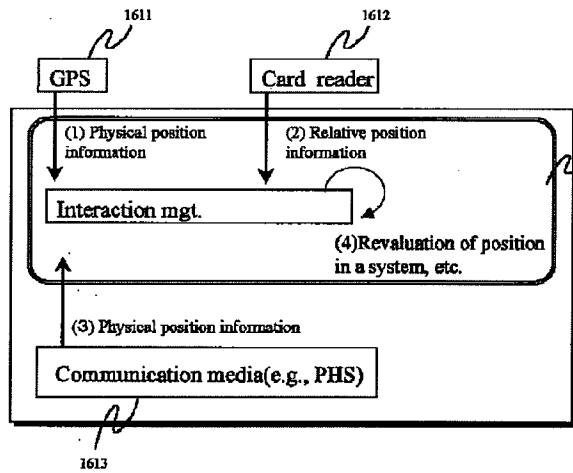 1611
1612
GPS
Card reader
(1) Physical position
information
(2) Relative position
information
Interaction mgt.
(4)Revaluation of position
in a system, etc.
(3) Physical position information
Communication media(e.g., PHS)
1613